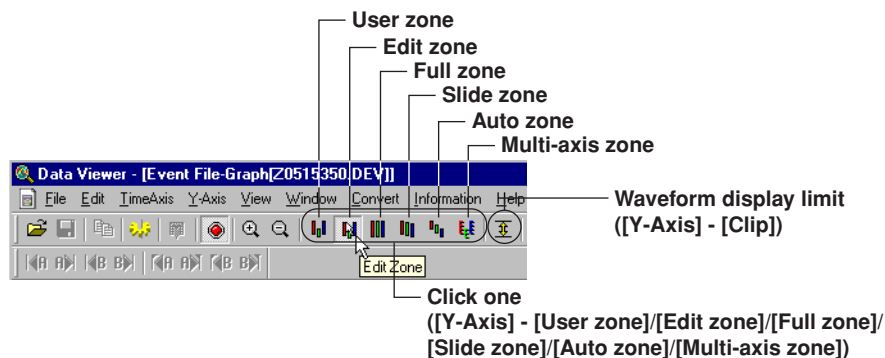 User zone
Edit zone
Full zone
Slide zone
Auto zone
Multi-axis zone
Data Viewer - [Event File-Graph[Z0515350.DEV]]
File Edit TimeAxis Y-Axis View Window Convert Information Help
Waveform display limit
([Y-Axis] - [Clip])
A A B B A A B B
Edit Zone
Click one
([Y-Axis] - [User zone]/[Edit zone]/[Full zone]/
[Slide zone]/[Auto zone]/[Multi-axis zone])